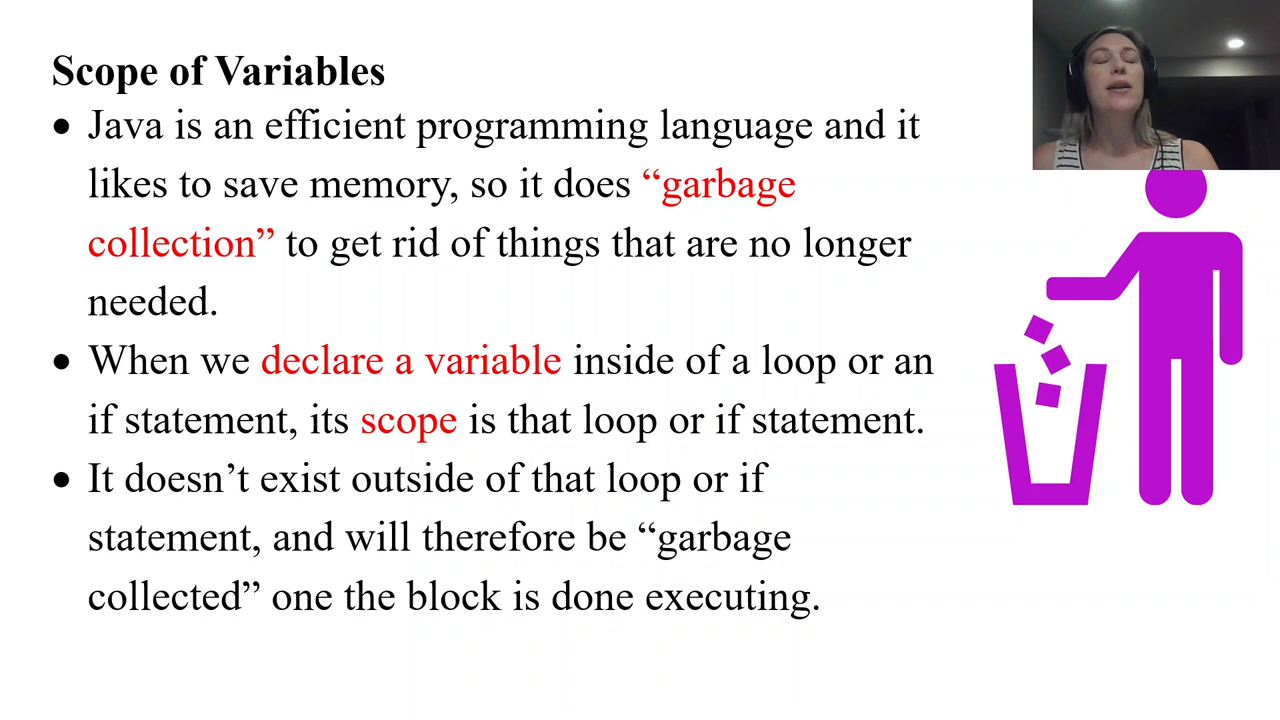 Scope of Variables
• Java is an efficient programming language and it
likes to save memory, so it does “garbage
collection” to get rid of things that are no longer
needed.
• When we declare a variable inside of a loop or an
if statement, its scope is that loop or if statement.
• It doesn’t exist outside of that loop or if
statement, and will therefore be “garbage
collected” one the block is done executing.